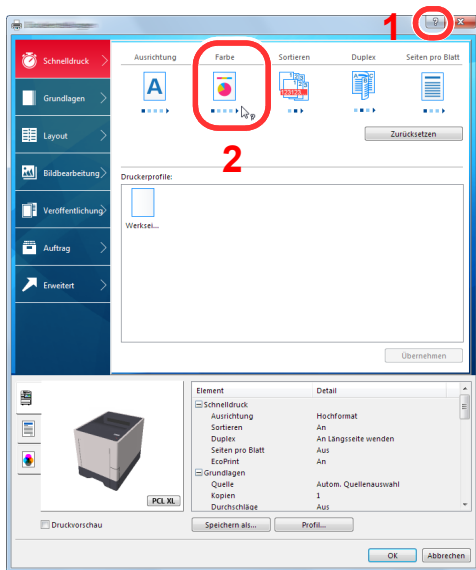 1
?
Schnelldruck
Ausrichtung Farbe Sortieren Duplex Seiten pro Blatt
A
123123
Grundlagen
Layout
Zurücksetzen
2
Bildbearbeitung
Druckerprofile:
Veröffentlichung
Werksei...
Auftrag
Erweitert
Übernehmen
Element Detail
Schnelldruck
Ausrichtung Hochformat
Sortieren An
Duplex An Längsseite wenden
Seiten pro Blatt Aus
EcoPrint An
Grundlagen
Quelle Autom. Quellenauswahl
Kopien 1
Durchschläge Aus
PCL XL
Druckvorschau
Speichern als... Profil...
OK Abbrechen